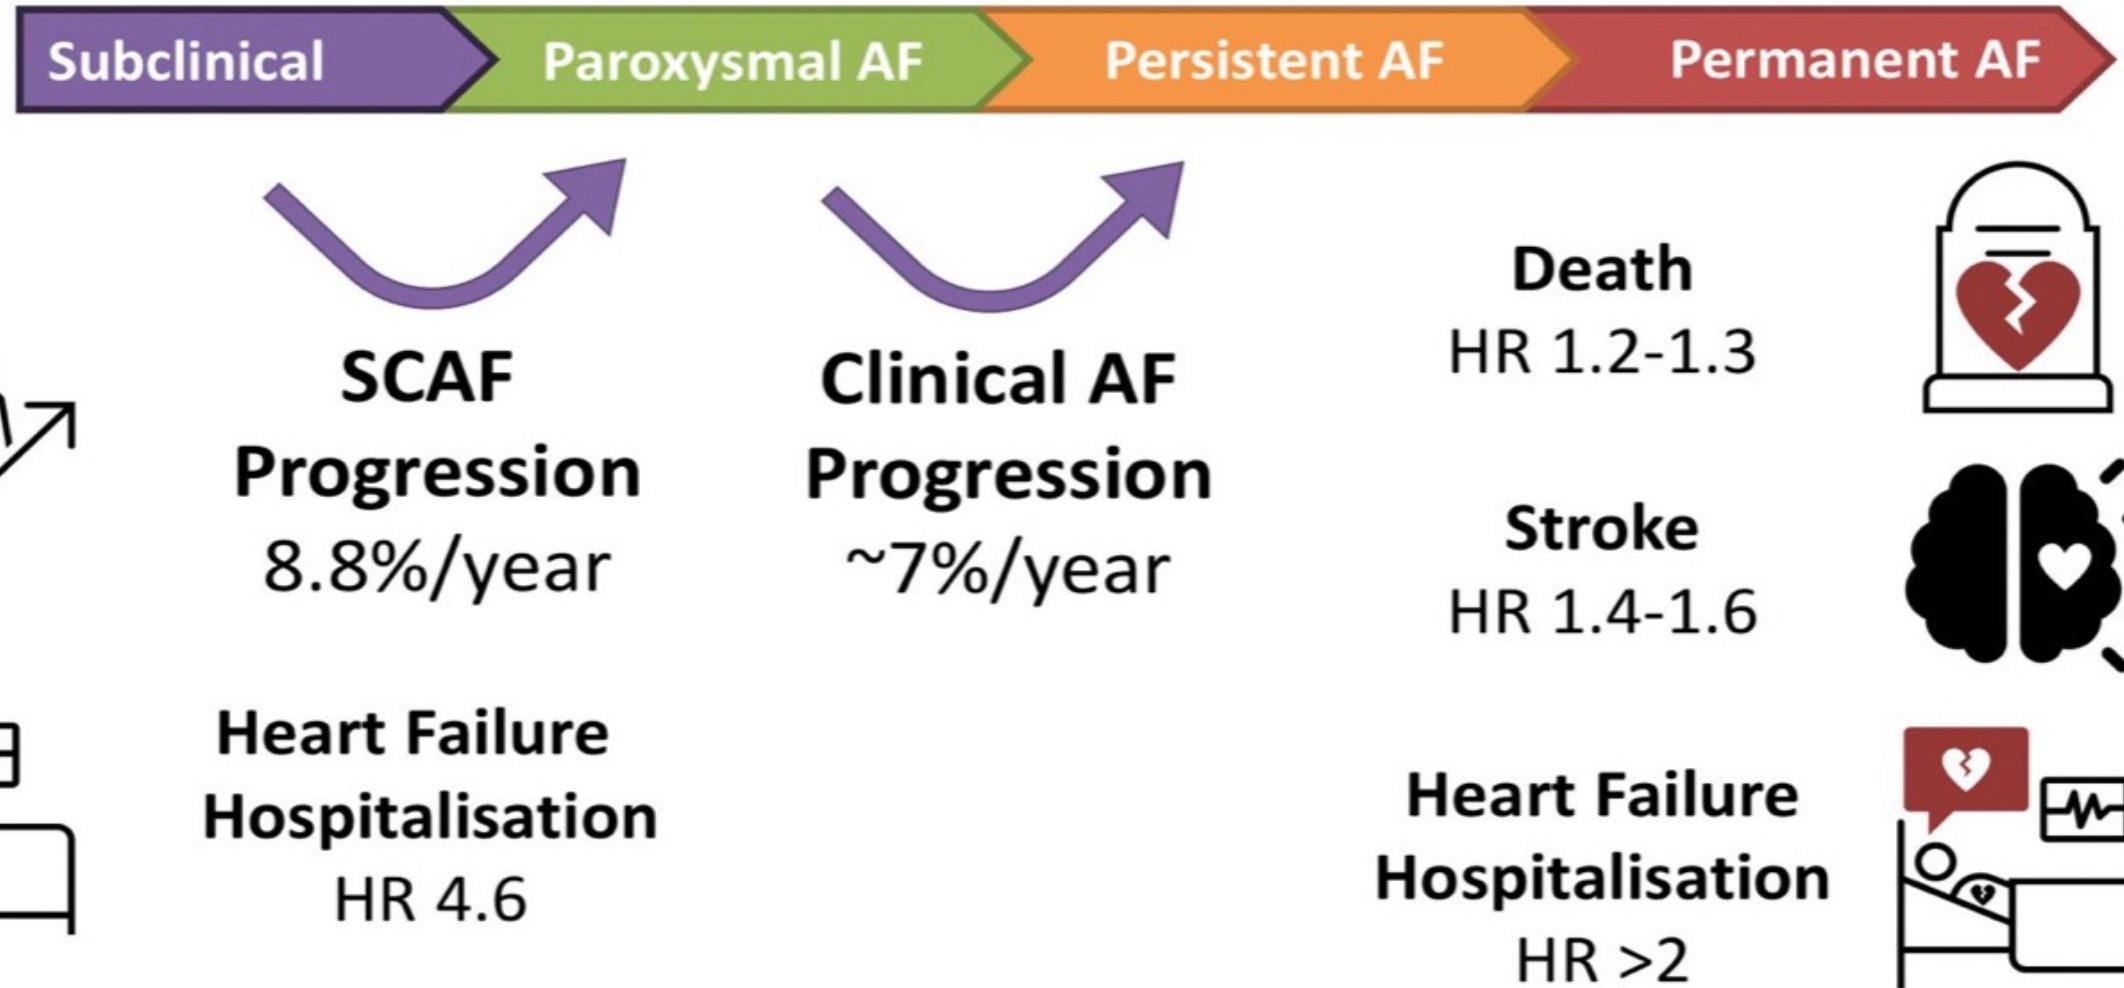 Subclinical
Paroxysmal AF
Persistent AF
Permanent AF
SCAF
Progression
8.8%/year
Clinical AF
Progression
~7%/year
Heart Failure
Hospitalisation
HR 4.6
Death
HR 1.2-1.3
Stroke
HR 1.4-1.6
Heart Failure
Hospitalisation
HR >2